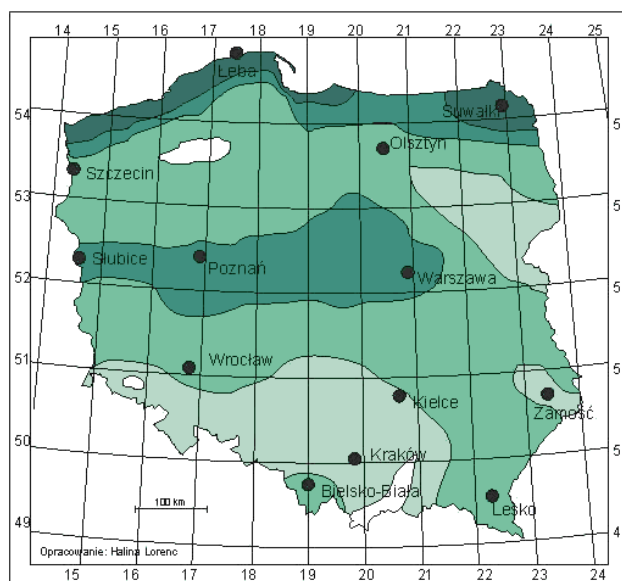 14 15 16 17 18 19 20 21 22 23 24 25
Łeba
Suwałki
54
Olsztyn
Szczecin
53
Słubice
Poznań
Warszawa
52
51
Wrocław
Kielce
Zamość
50
Kraków
Bielsko-Biała
Lesko
100 km
49
Opracowanie: Halina Lorenc
15 16 17 18 19 20 21 22 23 24